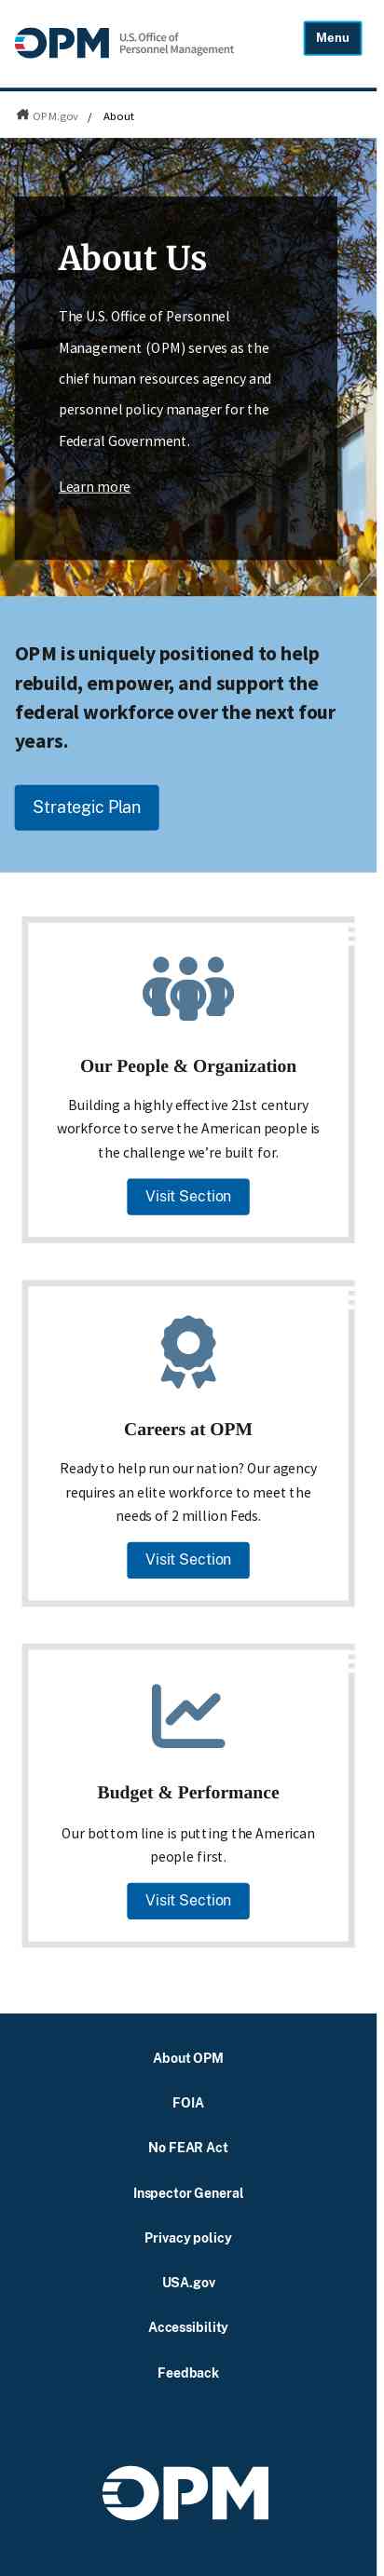 OPM U.S. Office of
Personnel Management
Menu
OPM.gov / About
About Us
The U.S. Office of Personnel
Management (OPM) serves as the
chief human resources agency and
personnel policy manager for the
Federal Government.
Learn more
OPM is uniquely positioned to help
rebuild, empower, and support the
federal workforce over the next four
years.
Strategic Plan
Our People & Organization
Building a highly effective 21st century
workforce to serve the American people is
the challenge we’re built for.
Visit Section
Careers at OPM
Ready to help run our nation? Our agency
requires an elite workforce to meet the
needs of 2 million Feds.
Visit Section
Budget & Performance
Our bottom line is putting the American
people first.
Visit Section
About OPM
FOIA
No FEAR Act
Inspector General
Privacy policy
USA.gov
Accessibility
Feedback
OPM